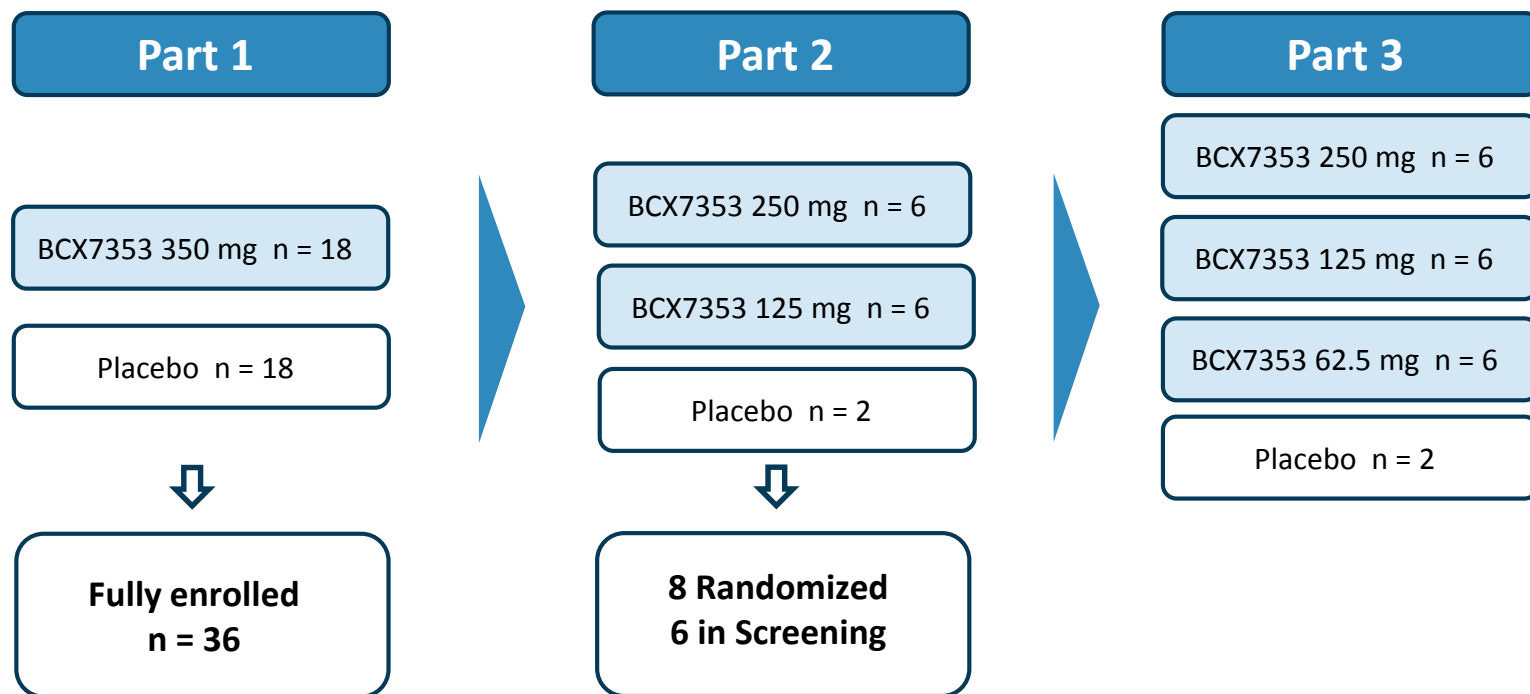 Part 1
BCX7353 350 mg  n = 18
Placebo  n = 18
Fully enrolled
n = 36
Part 2
BCX7353 250 mg  n = 6
BCX7353 125 mg  n = 6
Placebo  n = 2
8 Randomized
6 in Screening
Part 3
BCX7353 250 mg  n = 6
BCX7353 125 mg  n = 6
BCX7353 62.5 mg  n = 6
Placebo  n = 2